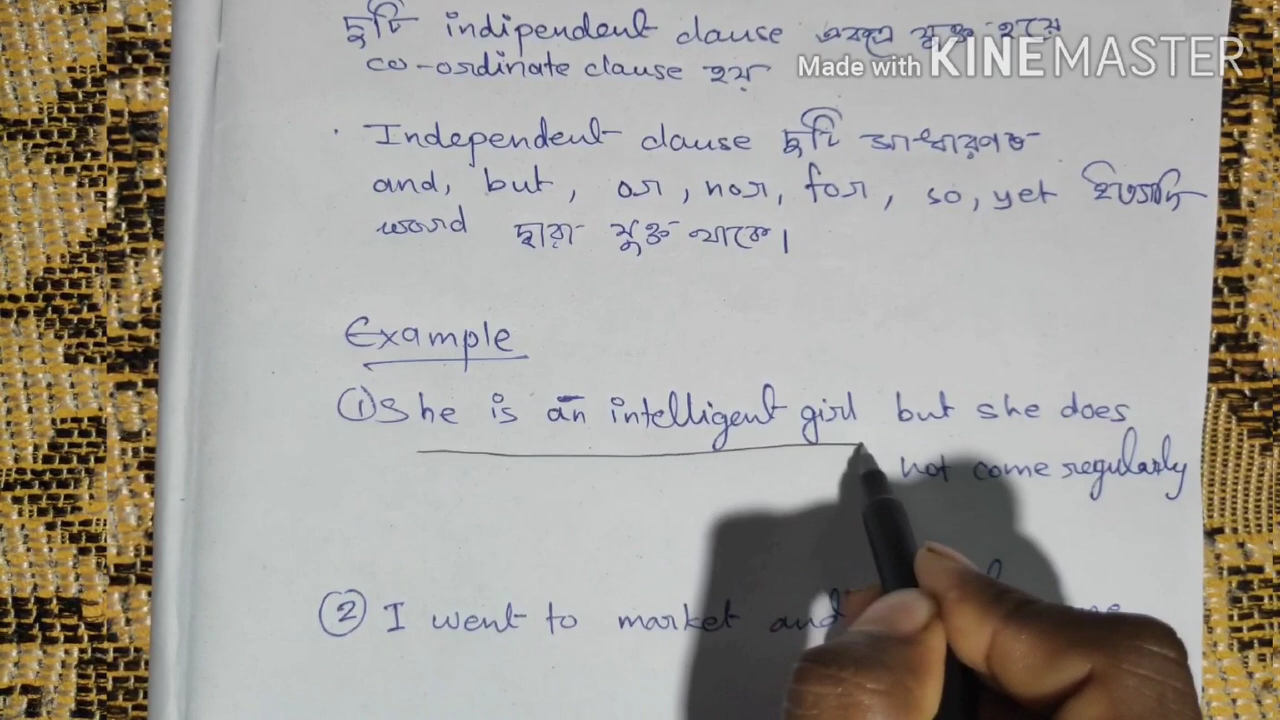 দুটি indipendent clause একত্রে যুক্ত হয়ে
co-ordinate clause হয়
Made with KINEMASTER
Independent clause দুটি সাধারণত
and, but, or, nor, for, so, yet ইত্যাদি
word দ্বারা যুক্ত থাকে।
Example
① She is an intelligent girl but she does
not come regularly
② I went to market and